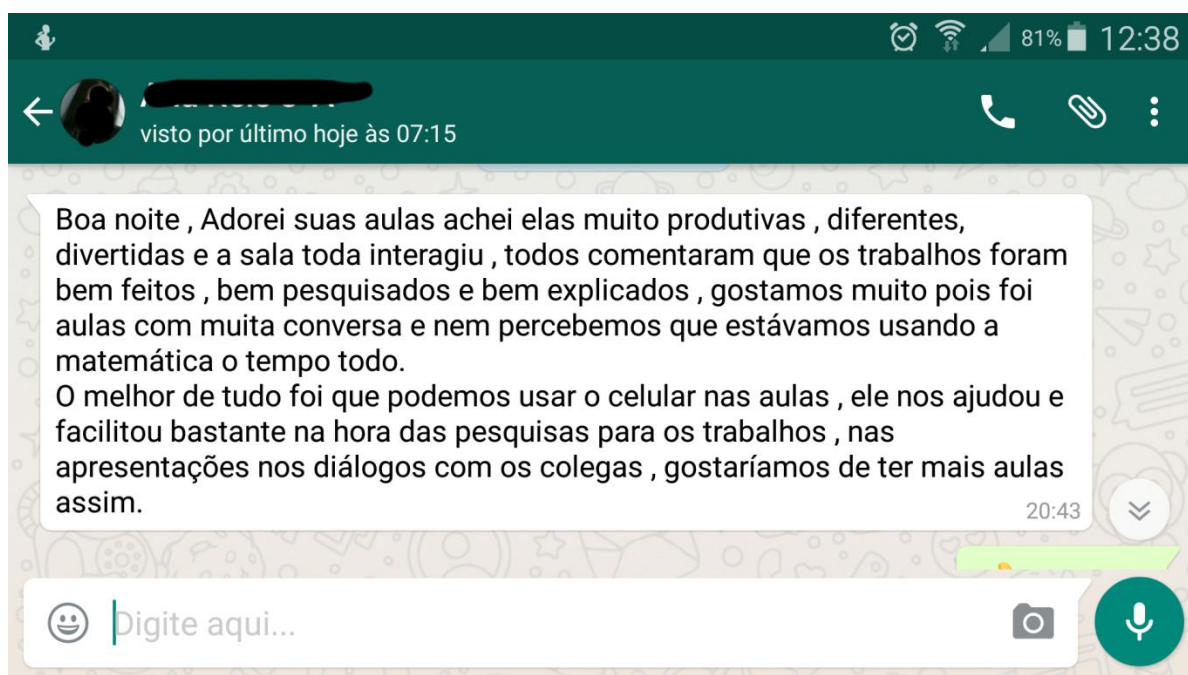 81% 12:38
visto por último hoje às 07:15
Boa noite , Adorei suas aulas achei elas muito produtivas , diferentes,
divertidas e a sala toda interagiu , todos comentaram que os trabalhos foram
bem feitos , bem pesquisados e bem explicados , gostamos muito pois foi
aulas com muita conversa e nem percebemos que estávamos usando a
matemática o tempo todo.
O melhor de tudo foi que podemos usar o celular nas aulas , ele nos ajudou e
facilitou bastante na hora das pesquisas para os trabalhos , nas
apresentações nos diálogos com os colegas , gostaríamos de ter mais aulas
assim.
20:43
Digite aqui...